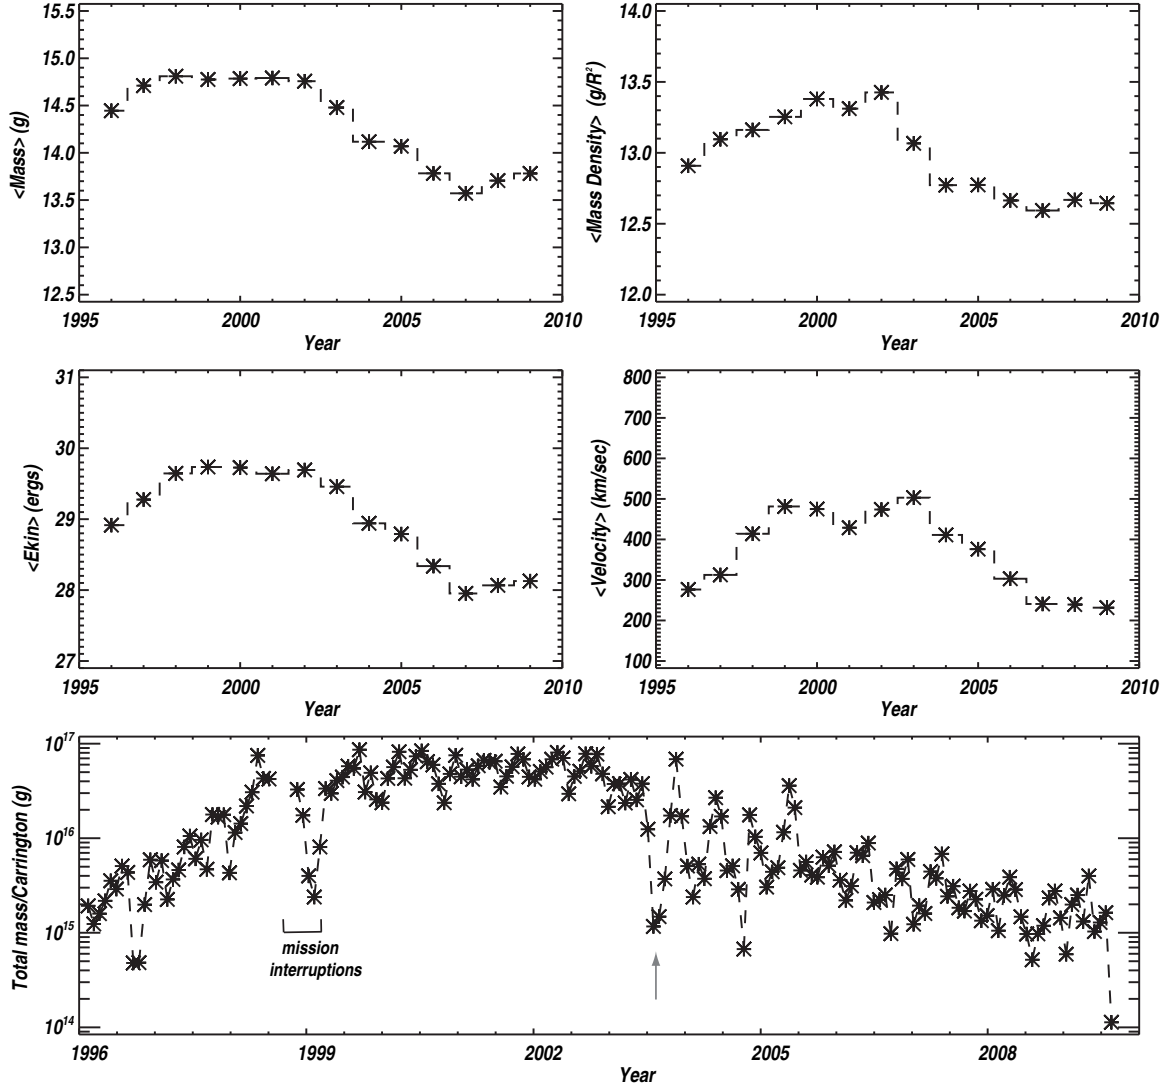 15.5
15.0
14.5
14.0
13.5
13.0
12.5
<Mass> (g)
1995 2000 2005 2010
Year
14.0
13.5
13.0
12.5
12.0
<Mass Density> (g/R²)
1995 2000 2005 2010
Year
31
30
29
28
27
<Ekin> (ergs)
1995 2000 2005 2010
Year
800
700
600
500
400
300
200
100
<Velocity> (km/sec)
1995 2000 2005 2010
Year
10¹⁷
10¹⁶
10¹⁵
10¹⁴
Total mass/Carrington (g)
mission
interruptions
1996 1999 2002 2005 2008
Year